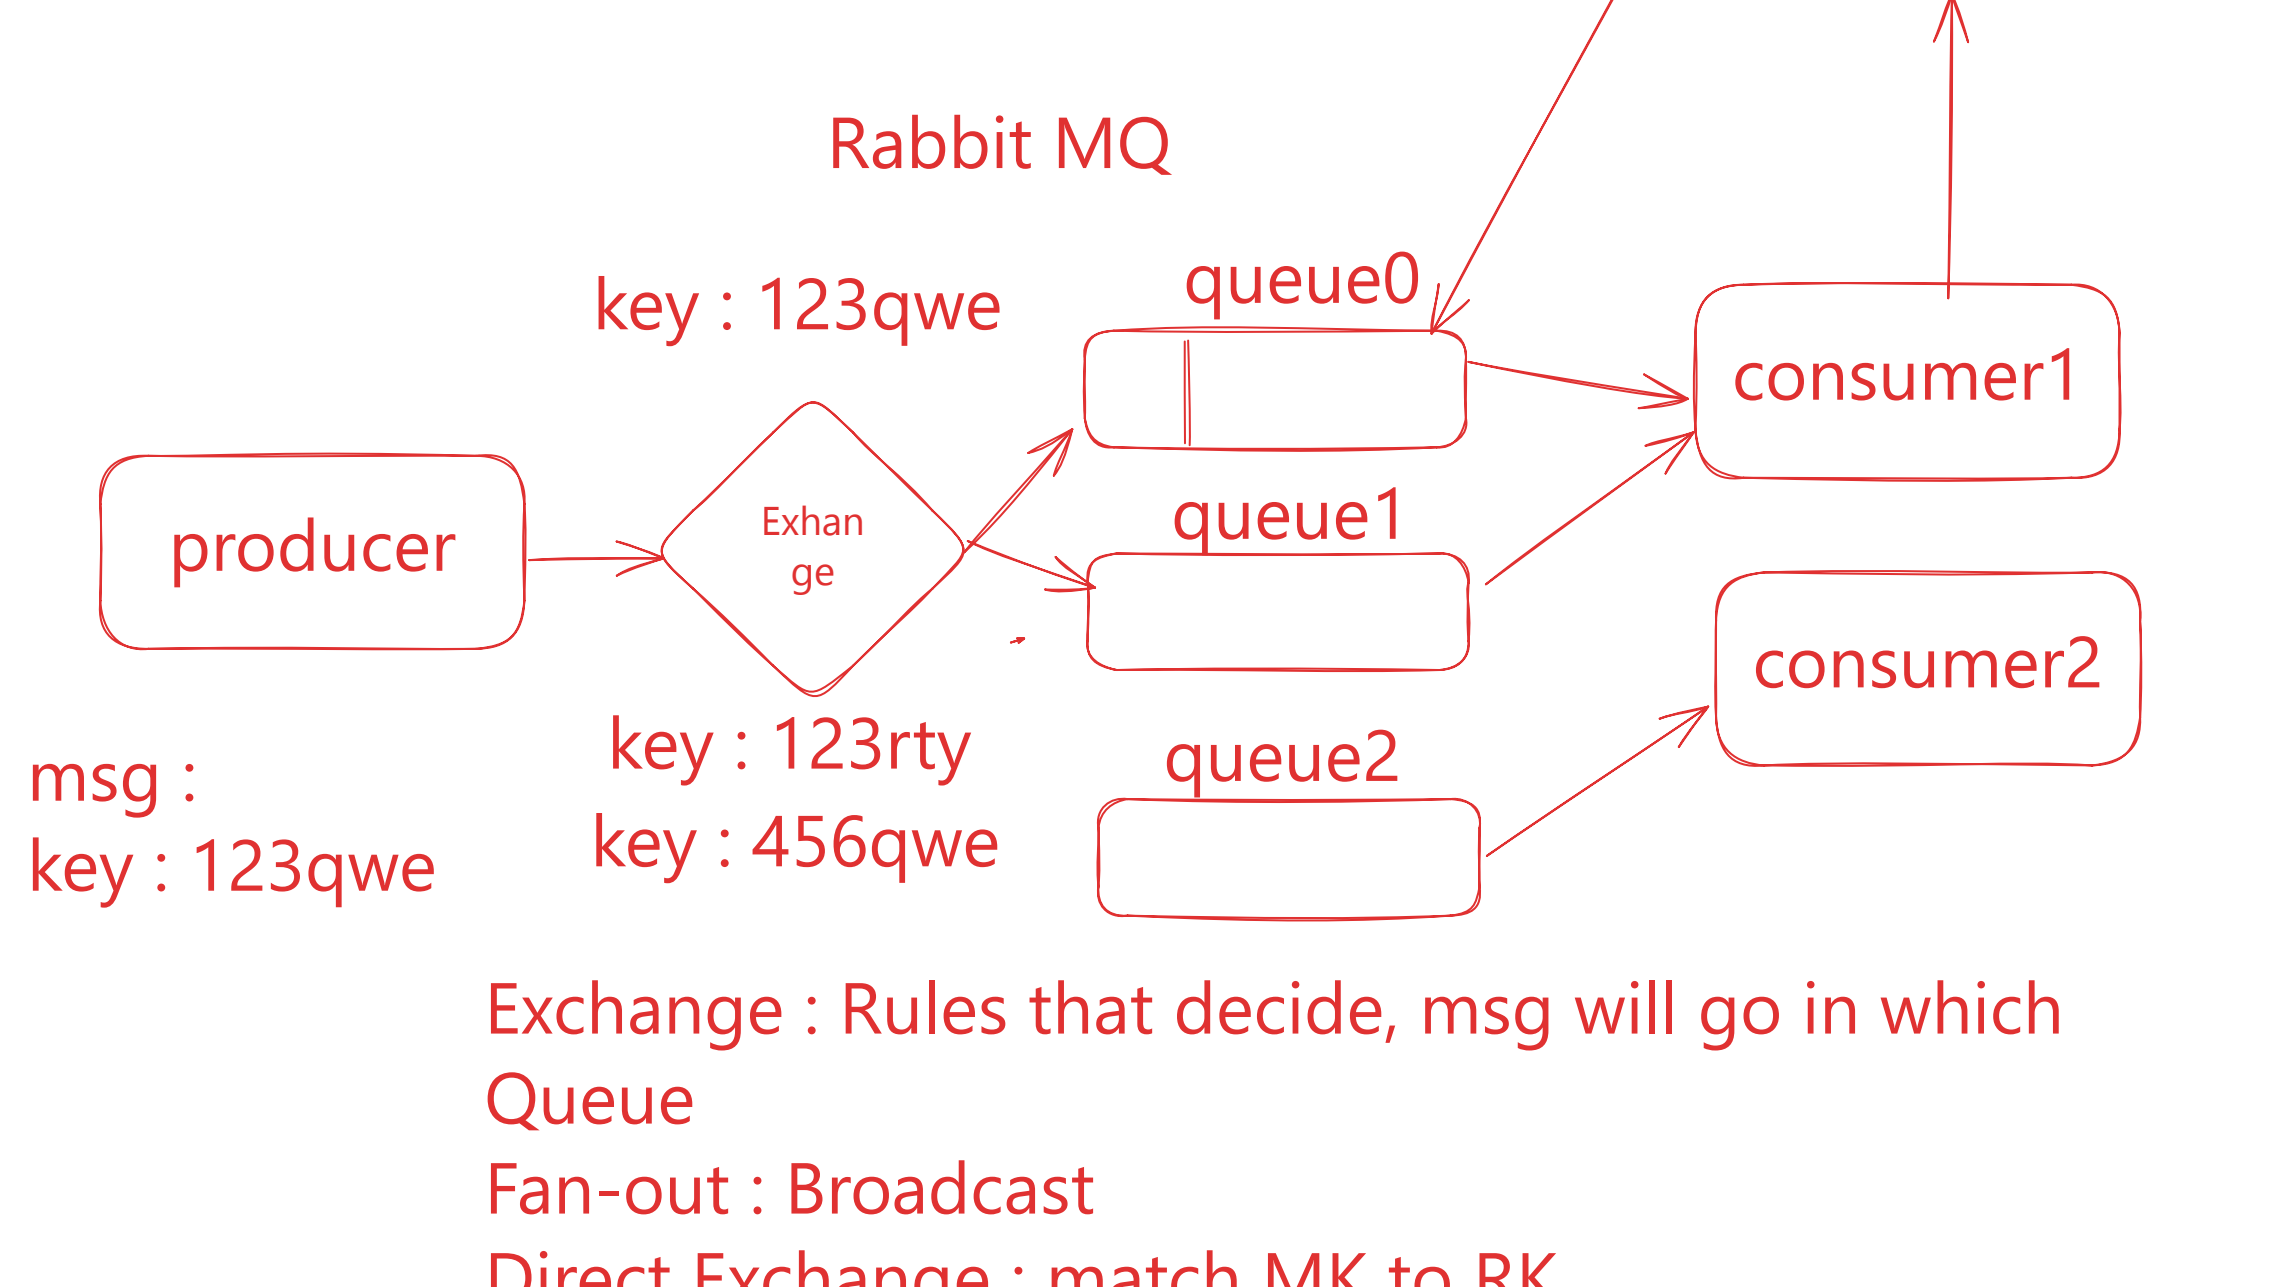 Rabbit MQ
key : 123qwe
queue0
consumer1
queue1
Exhan
ge
producer
consumer2
key : 123rty
queue2
msg :
key : 456qwe
key : 123qwe
Exchange : Rules that decide, msg will go in which
Queue
Fan-out : Broadcast
Direct Exchange : match MK to RK